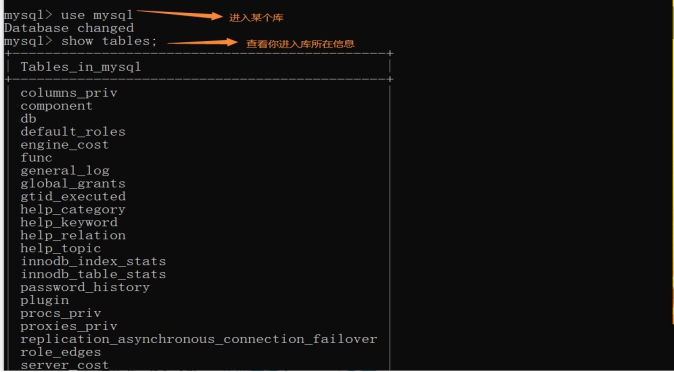 mysql> use mysql 进入某个库
Database changed
mysql> show tables; 查看你进入库所在信息
Tables_in_mysql
columns_priv
component
db
default_roles
engine_cost
func
general_log
global_grants
gtid_executed
help_category
help_keyword
help_relation
help_topic
innodb_index_stats
innodb_table_stats
password_history
plugin
procs_priv
proxies_priv
replication_asynchronous_connection_failover
role_edges
server_cost